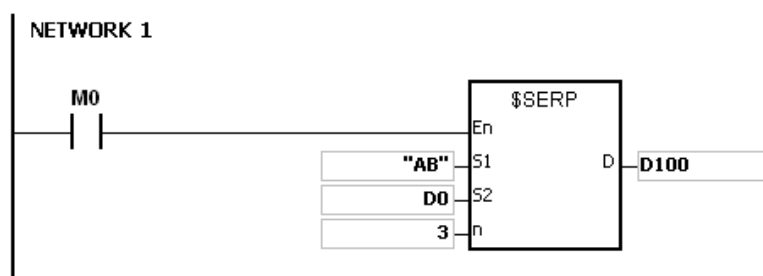 NETWORK 1
M0
$SERP
En
"AB" S1 D D100
D0 S2
3 n